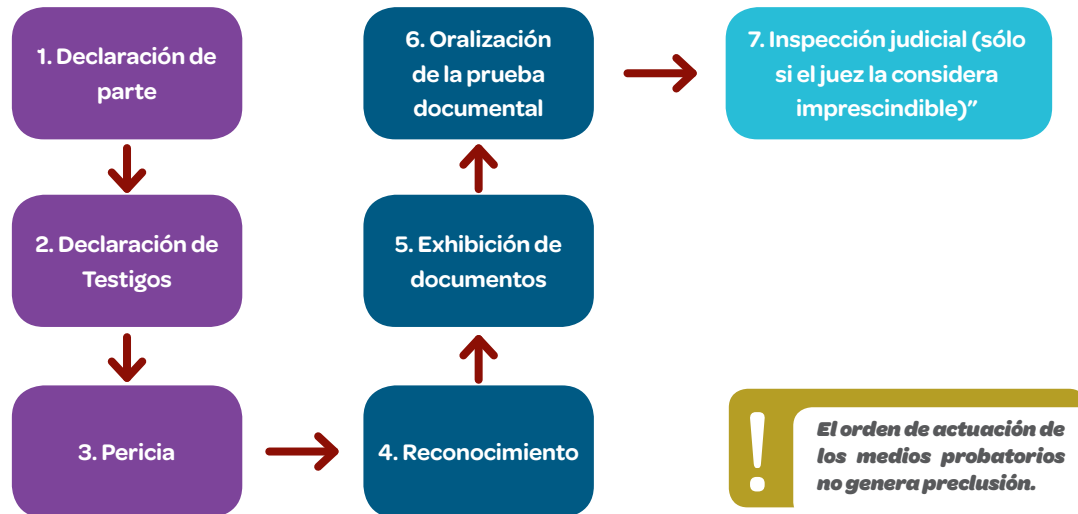 1. Declaración de
parte
2. Declaración de
Testigos
3. Pericia
4. Reconocimiento
5. Exhibición de
documentos
6. Oralización
de la prueba
documental
7. Inspección judicial (sólo
si el juez la considera
imprescindible)”
!
El orden de actuación de
los medios probatorios
no genera preclusión.